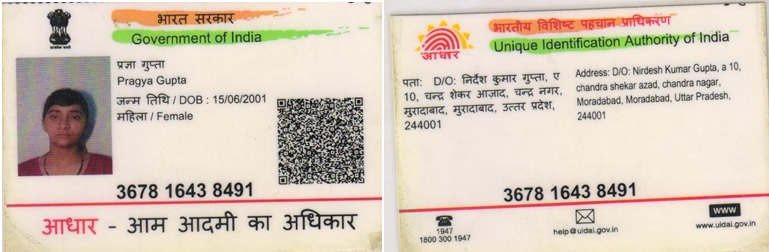 भारत सरकार
Government of India
प्रज्ञा गुप्ता
Pragya Gupta
जन्म तिथि / DOB : 15/06/2001
महिला / Female
3678 1643 8491
आधार - आम आदमी का अधिकार
भारतीय विशिष्ट पहचान प्राधिकरण
Unique Identification Authority of India
आधार
पता: D/O: निर्देश कुमार गुप्ता, ए
10, चन्द्र शेकर आज़ाद, चन्द्र नगर,
मुरादाबाद, मुरादाबाद, उत्तर प्रदेश,
244001
Address: D/O: Nirdesh Kumar Gupta, a 10,
chandra shekar azad, chandra nagar,
Moradabad, Moradabad, Uttar Pradesh,
244001
3678 1643 8491
1947
1800 300 1947
help@uidai.gov.in
www
www.uidai.gov.in